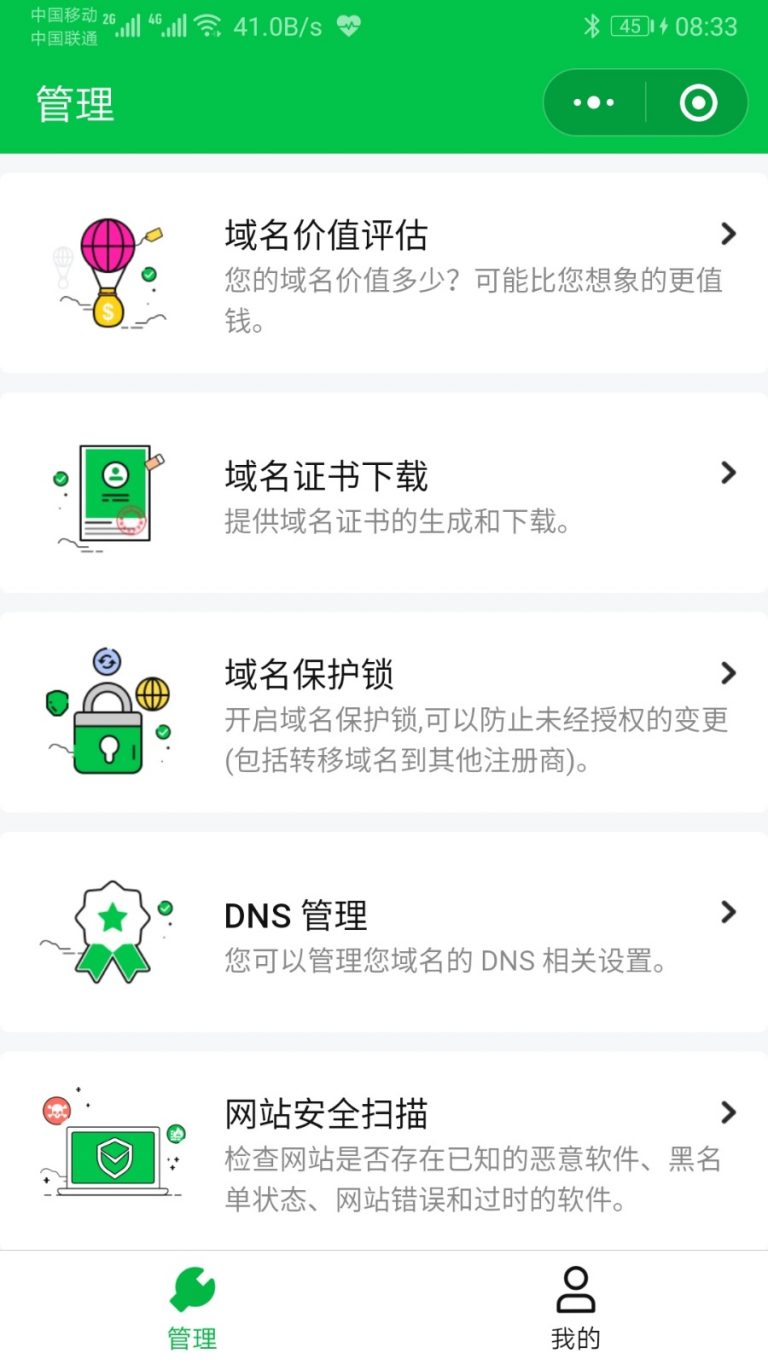 中国移动 2G 4G 41.0B/s 45 08:33
中国联通
管理
域名价值评估
您的域名价值多少？可能比您想象的更值
钱。
域名证书下载
提供域名证书的生成和下载。
域名保护锁
开启域名保护锁,可以防止未经授权的变更
(包括转移域名到其他注册商)。
DNS 管理
您可以管理您域名的 DNS 相关设置。
网站安全扫描
检查网站是否存在已知的恶意软件、黑名
单状态、网站错误和过时的软件。
管理 我的